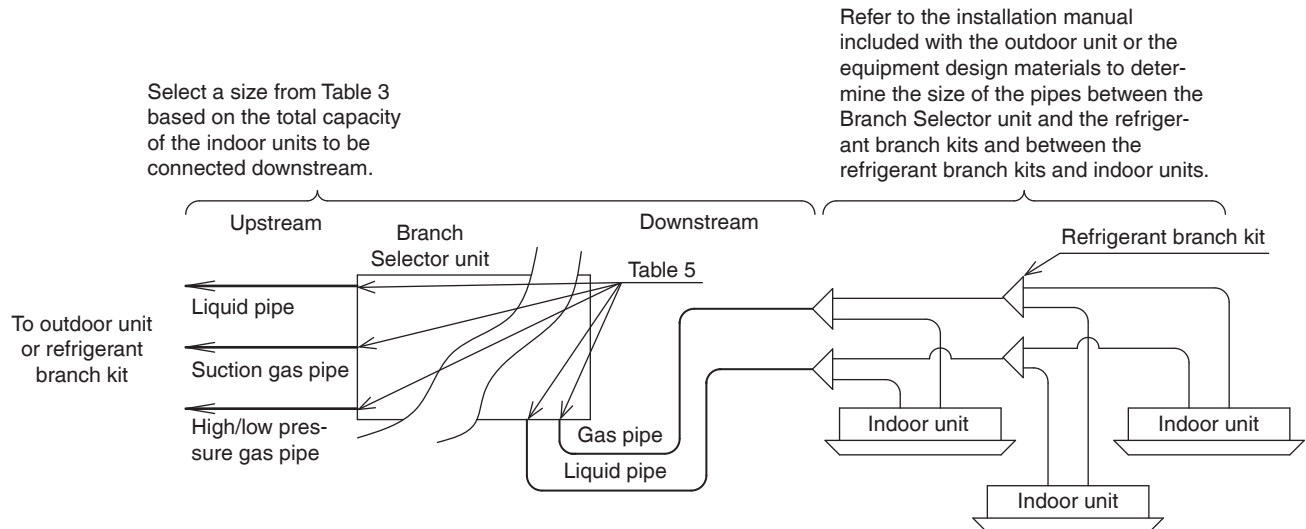 Refer to the installation manual
included with the outdoor unit or the
equipment design materials to deter-
mine the size of the pipes between the
Branch Selector unit and the refriger-
ant branch kits and between the
refrigerant branch kits and indoor units.
Select a size from Table 3
based on the total capacity
of the indoor units to be
connected downstream.
Upstream
Branch
Selector unit
Downstream
Refrigerant branch kit
Table 5
Liquid pipe
To outdoor unit
or refrigerant
branch kit
Suction gas pipe
High/low pres-
sure gas pipe
Gas pipe
Liquid pipe
Indoor unit
Indoor unit
Indoor unit